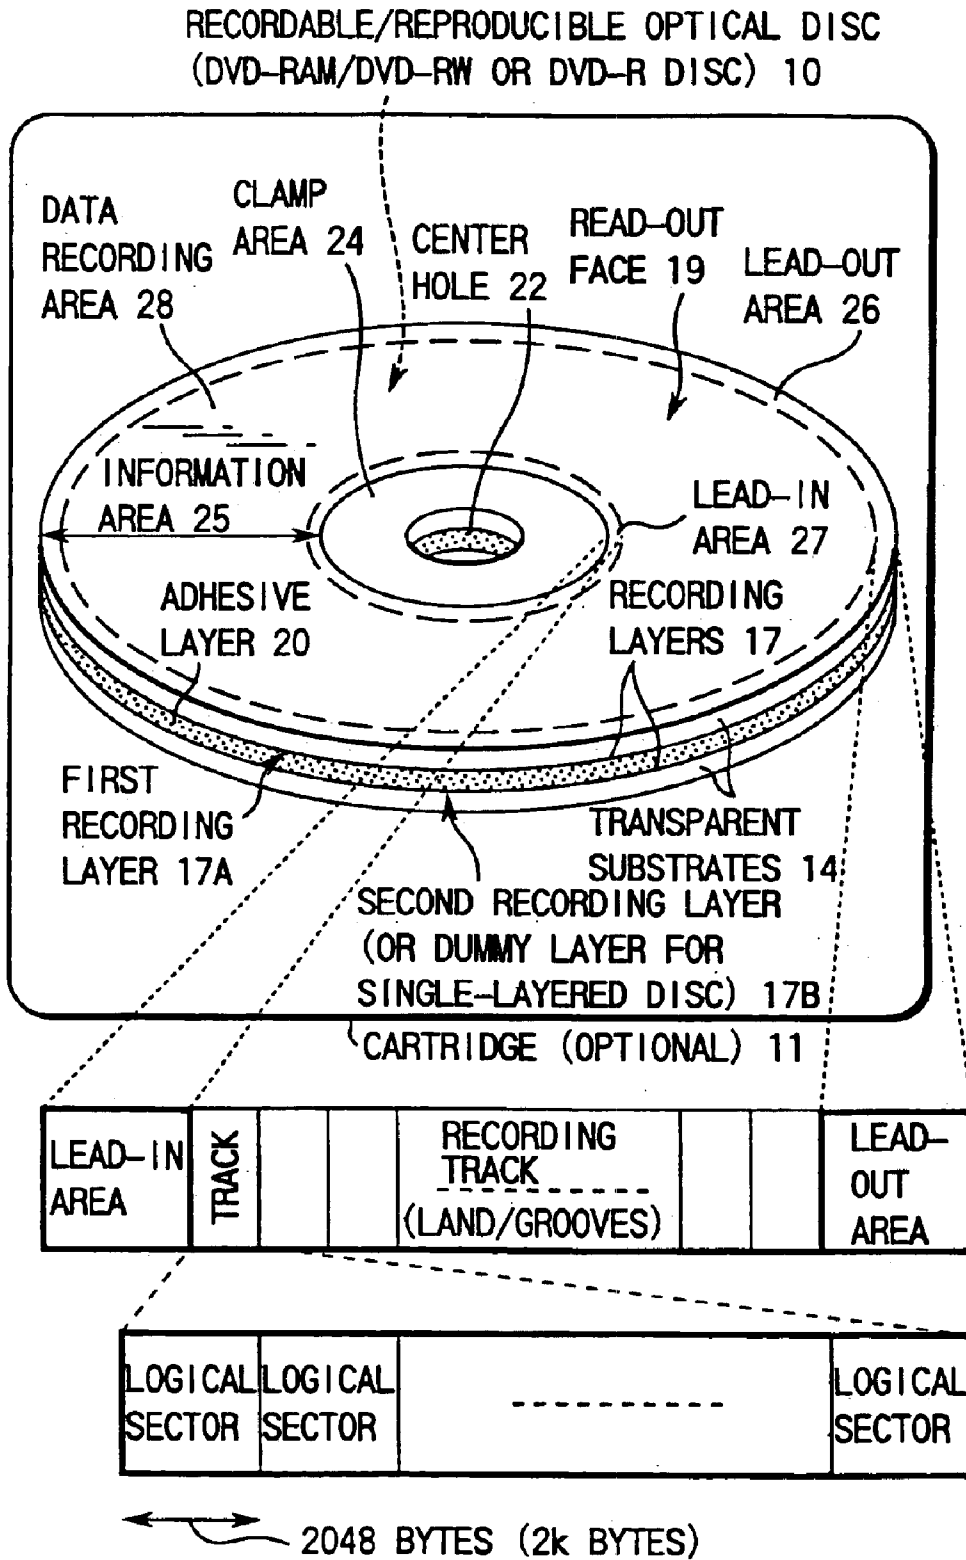 RECORDABLE/REPRODUCIBLE OPTICAL DISC
(DVD-RAM/DVD-RW OR DVD-R DISC) 10
DATA
RECORDING
AREA 28
CLAMP
AREA 24
CENTER
HOLE 22
READ-OUT
FACE 19
LEAD-OUT
AREA 26
INFORMATION
AREA 25
LEAD-IN
AREA 27
ADHESIVE
LAYER 20
RECORDING
LAYERS 17
FIRST
RECORDING
LAYER 17A
TRANSPARENT
SUBSTRATES 14
SECOND RECORDING LAYER
(OR DUMMY LAYER FOR
SINGLE-LAYERED DISC) 17B
CARTRIDGE (OPTIONAL) 11
LEAD-IN
AREA
TRACK
RECORDING
TRACK
(LAND/GROOVES)
LEAD-
OUT
AREA
LOGICAL
SECTOR
LOGICAL
SECTOR
LOGICAL
SECTOR
2048 BYTES (2k BYTES)